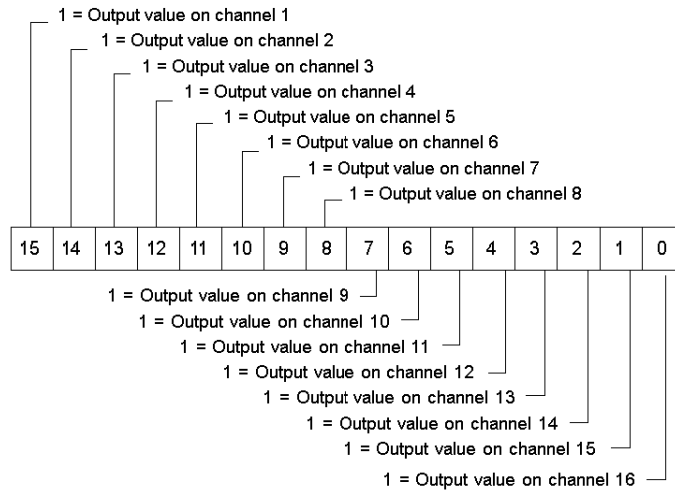 1 = Output value on channel 1
1 = Output value on channel 2
1 = Output value on channel 3
1 = Output value on channel 4
1 = Output value on channel 5
1 = Output value on channel 6
1 = Output value on channel 7
1 = Output value on channel 8
15 14 13 12 11 10 9 8 7 6 5 4 3 2 1 0
1 = Output value on channel 9
1 = Output value on channel 10
1 = Output value on channel 11
1 = Output value on channel 12
1 = Output value on channel 13
1 = Output value on channel 14
1 = Output value on channel 15
1 = Output value on channel 16